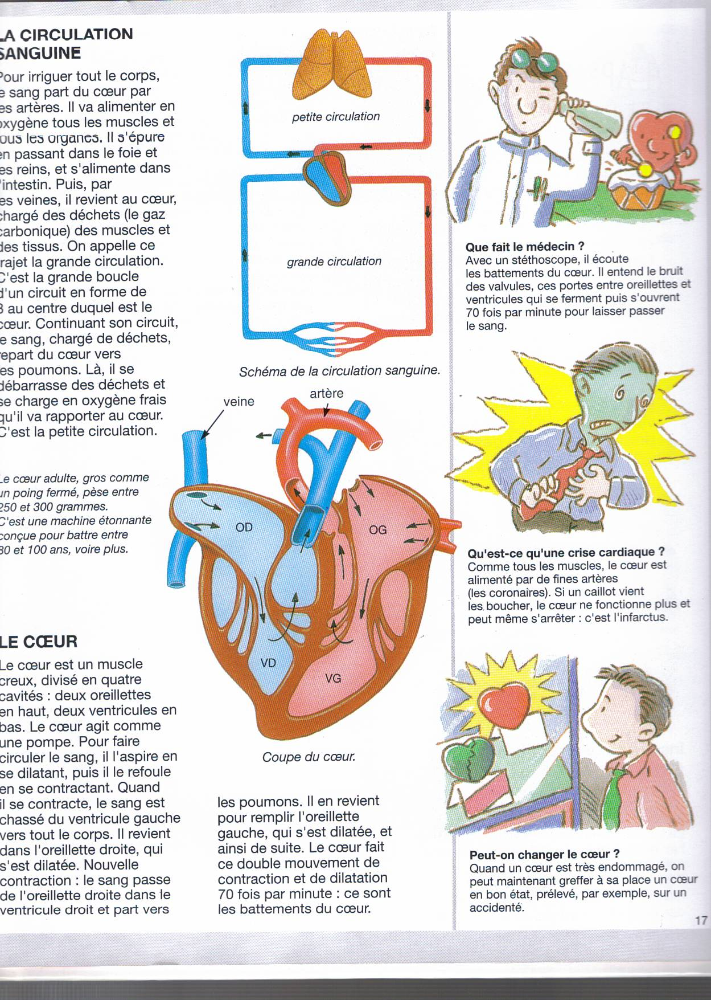 LA CIRCULATION
SANGUINE
Pour irriguer tout le corps,
e sang part du cœur par
es artères. Il va alimenter en
oxygène tous les muscles et
ous les organes. Il s'épure
en passant dans le foie et
es reins, et s'alimente dans
'intestin. Puis, par
es veines, il revient au cœur,
chargé des déchets (le gaz
carbonique) des muscles et
des tissus. On appelle ce
rajet la grande circulation.
C'est la grande boucle
d'un circuit en forme de
8 au centre duquel est le
cœur. Continuant son circuit,
e sang, chargé de déchets,
repart du cœur vers
es poumons. Là, il se
débarrasse des déchets et
se charge en oxygène frais
qu'il va rapporter au cœur.
C'est la petite circulation.
Le cœur adulte, gros comme
un poing fermé, pèse entre
250 et 300 grammes.
C'est une machine étonnante
conçue pour battre entre
80 et 100 ans, voire plus.
LE CŒUR
Le cœur est un muscle
creux, divisé en quatre
cavités : deux oreillettes
en haut, deux ventricules en
bas. Le cœur agit comme
une pompe. Pour faire
circuler le sang, il l'aspire en
se dilatant, puis il le refoule
en se contractant. Quand
il se contracte, le sang est
chassé du ventricule gauche
vers tout le corps. Il revient
dans l'oreillette droite, qui
s'est dilatée. Nouvelle
contraction : le sang passe
de l'oreillette droite dans le
ventricule droit et part vers
petite circulation
grande circulation
Schéma de la circulation sanguine.
veine
artère
OD
OG
VD
VG
Coupe du cœur.
les poumons. Il en revient
pour remplir l'oreillette
gauche, qui s'est dilatée, et
ainsi de suite. Le cœur fait
ce double mouvement de
contraction et de dilatation
70 fois par minute : ce sont
les battements du cœur.
Que fait le médecin ?
Avec un stéthoscope, il écoute
les battements du cœur. Il entend le bruit
des valvules, ces portes entre oreillettes et
ventricules qui se ferment puis s'ouvrent
70 fois par minute pour laisser passer
le sang.
Qu'est-ce qu'une crise cardiaque ?
Comme tous les muscles, le cœur est
alimenté par de fines artères
(les coronaires). Si un caillot vient
les boucher, le cœur ne fonctionne plus et
peut même s'arrêter : c'est l'infarctus.
Peut-on changer le cœur ?
Quand un cœur est très endommagé, on
peut maintenant greffer à sa place un cœur
en bon état, prélevé, par exemple, sur un
accidenté.
17